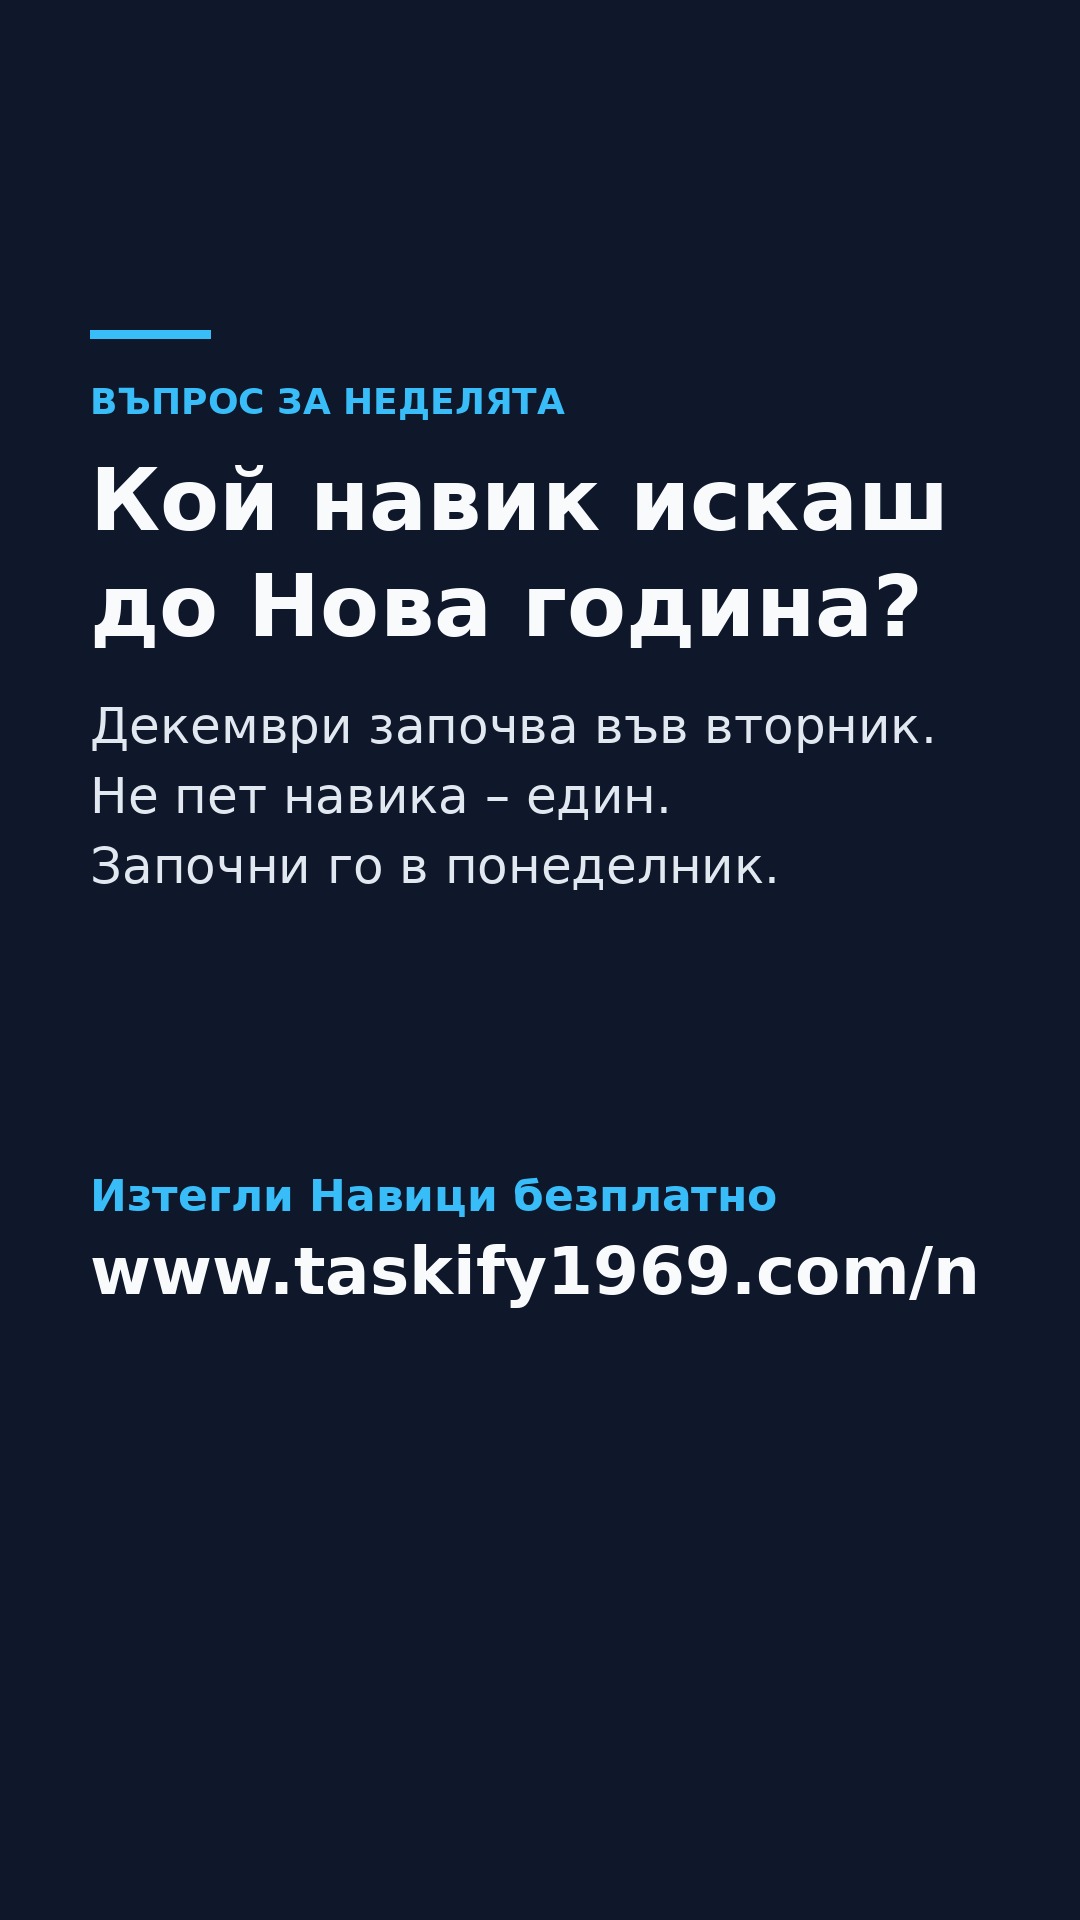 ВЪПРОС ЗА НЕДЕЛЯТА
Кой навик искаш
до Нова година?
Декември започва във вторник.
Не пет навика – един.
Започни го в понеделник.
Изтегли Навици безплатно
www.taskify1969.com/n